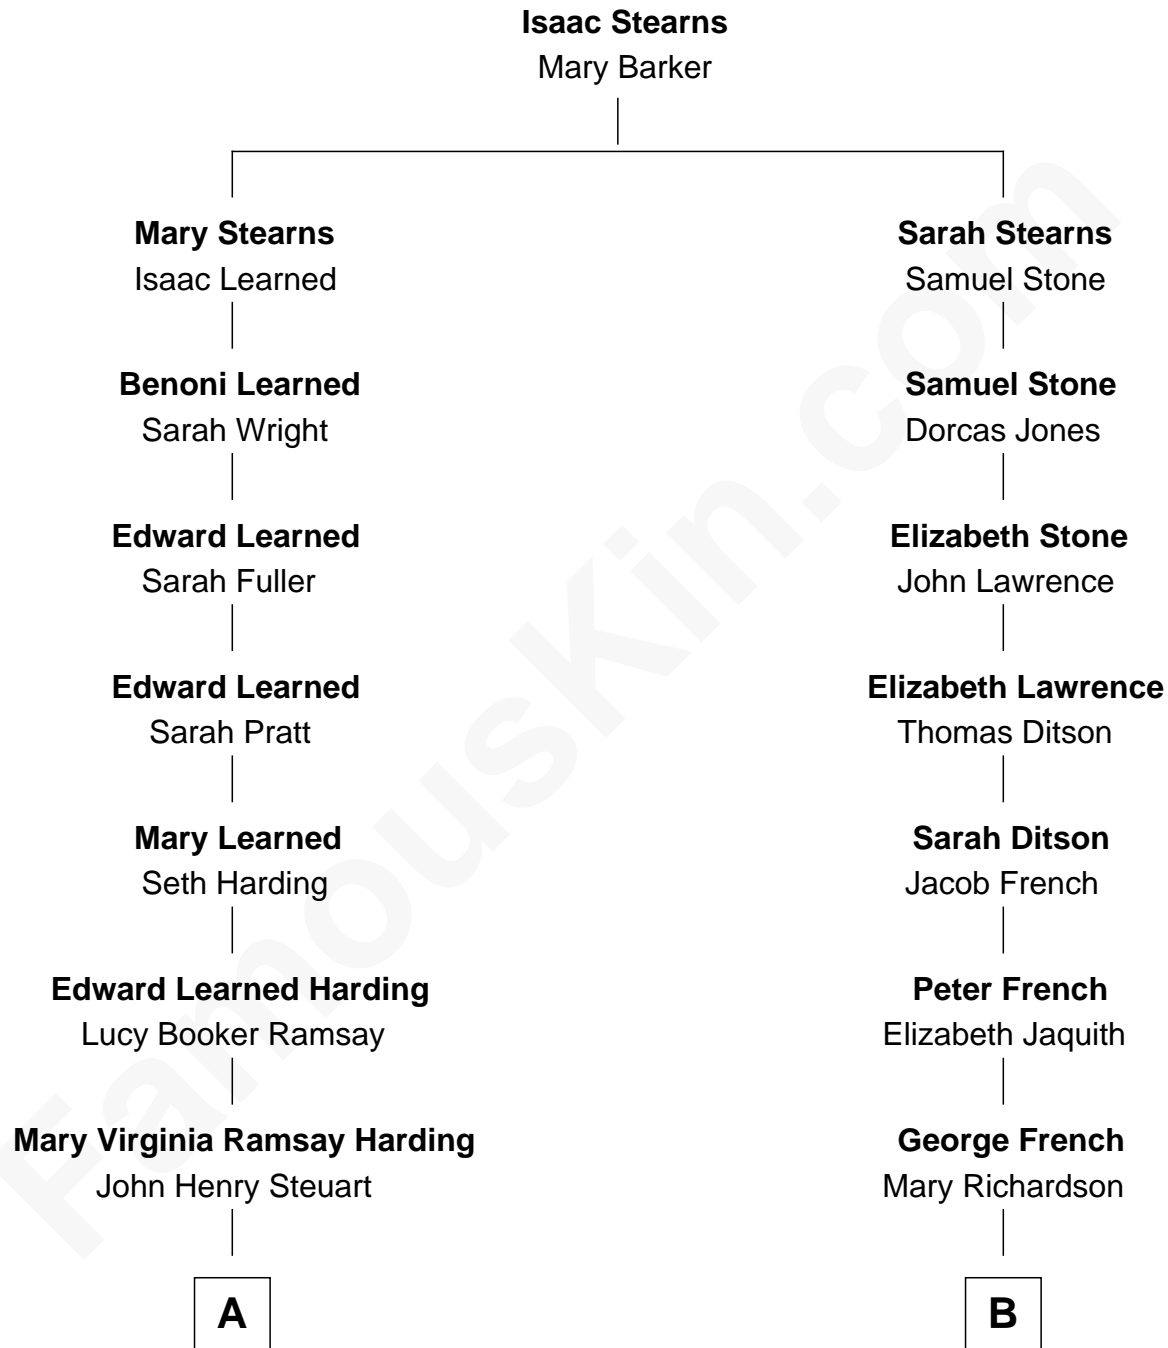 Isaac Stearns
Mary Barker
Mary Stearns
Isaac Learned
Sarah Stearns
Samuel Stone
Benoni Learned
Sarah Wright
Samuel Stone
Dorcas Jones
Edward Learned
Sarah Fuller
Elizabeth Stone
John Lawrence
Edward Learned
Sarah Pratt
Elizabeth Lawrence
Thomas Ditson
Mary Learned
Seth Harding
Sarah Ditson
Jacob French
Edward Learned Harding
Lucy Booker Ramsay
Peter French
Elizabeth Jaquith
Mary Virginia Ramsay Harding
John Henry Steuart
George French
Mary Richardson
A
B
FamousKin.com